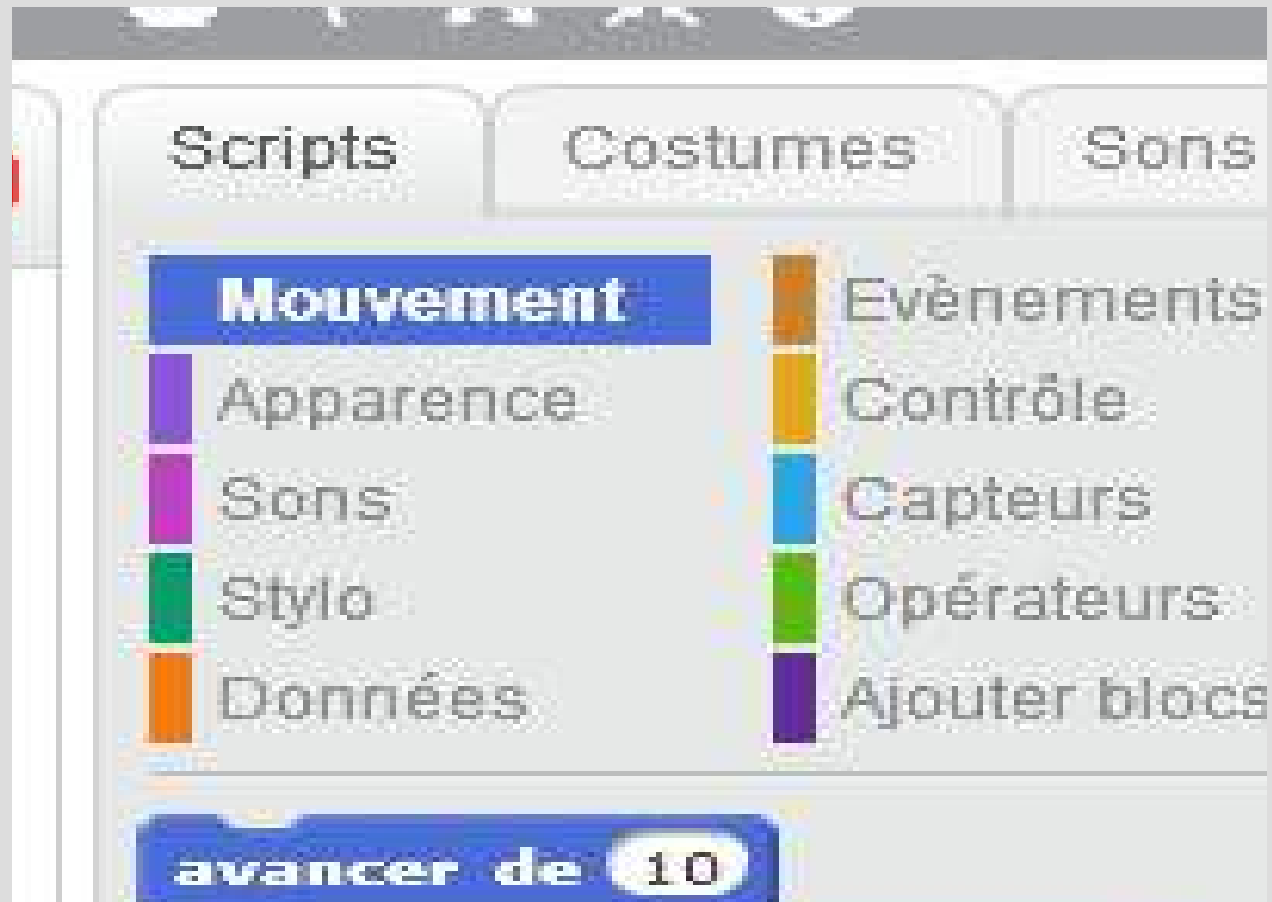 Scripts Costumes Sons
Mouvement Evènements
Apparence Contrôle
Sons Capteurs
Stylo Opérateurs
Données Ajouter blocs
avancer de 10